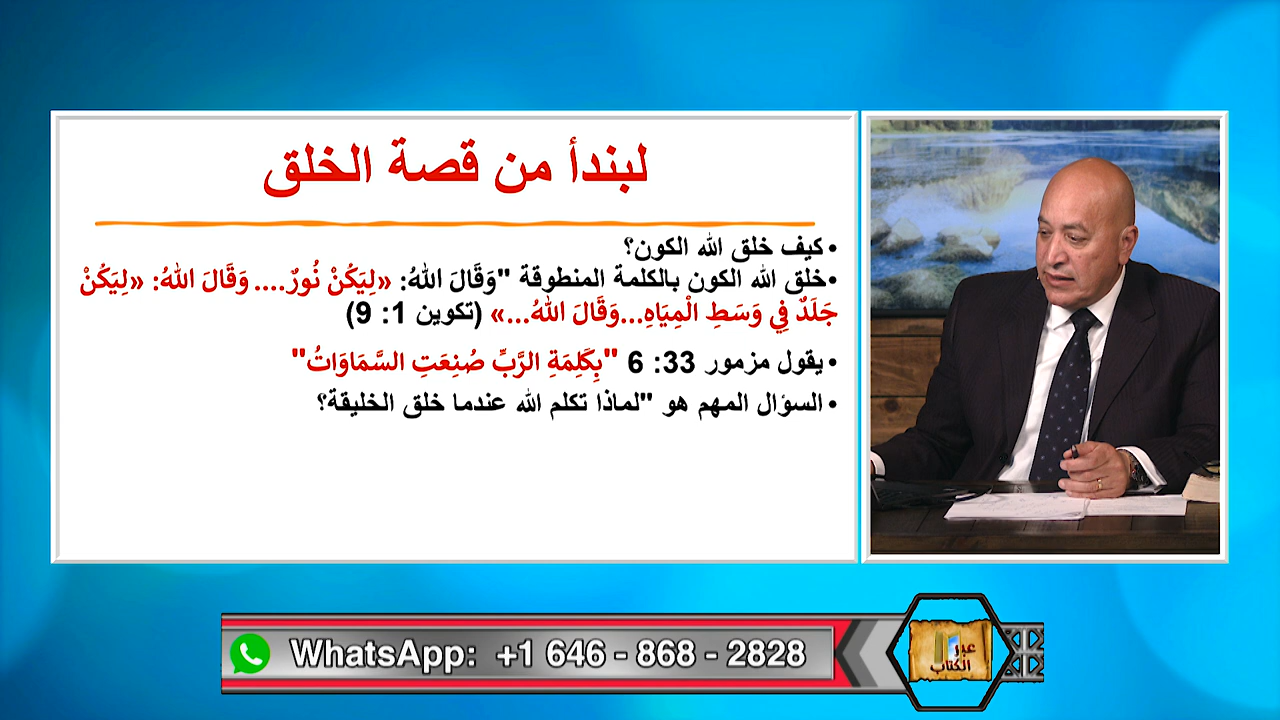 لبندأ من قصة الخلق
• كيف خلق الله الكون؟
• خلق الله الكون بالكلمة المنطوقة "وَقَالَ اللهُ: «لِيَكُنْ نُورٌ.... وَقَالَ اللهُ: «لِيَكُنْ
جَلَدٌ فِي وَسَطِ الْمِيَاهِ...وَقَالَ اللهُ...» (تكوين 1: 9)
• يقول مزمور 33: 6 "بِكَلِمَةِ الرَّبِّ صُنِعَتِ السَّمَاوَاتُ"
• السؤال المهم هو "لماذا تكلم الله عندما خلق الخليقة؟
WhatsApp: +1 646 - 868 - 2828
عبر
الكتاب